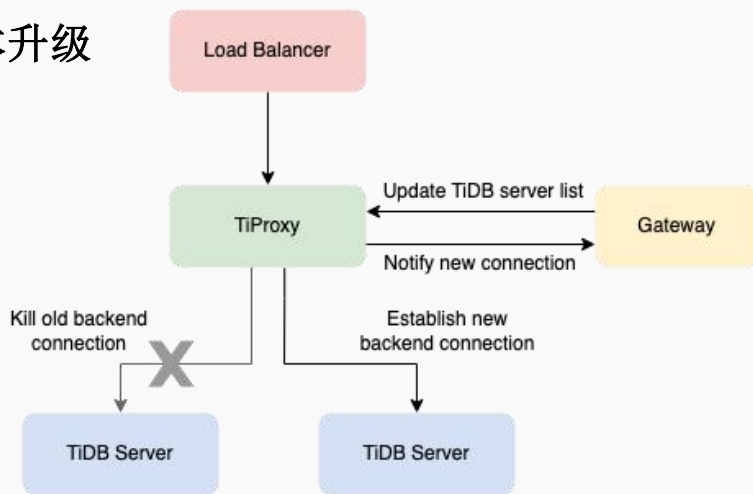 本升级
Load Balancer
Update TiDB server list
TiProxy
Gateway
Notify new connection
Kill old backend
connection
Establish new
backend connection
X
TiDB Server
TiDB Server